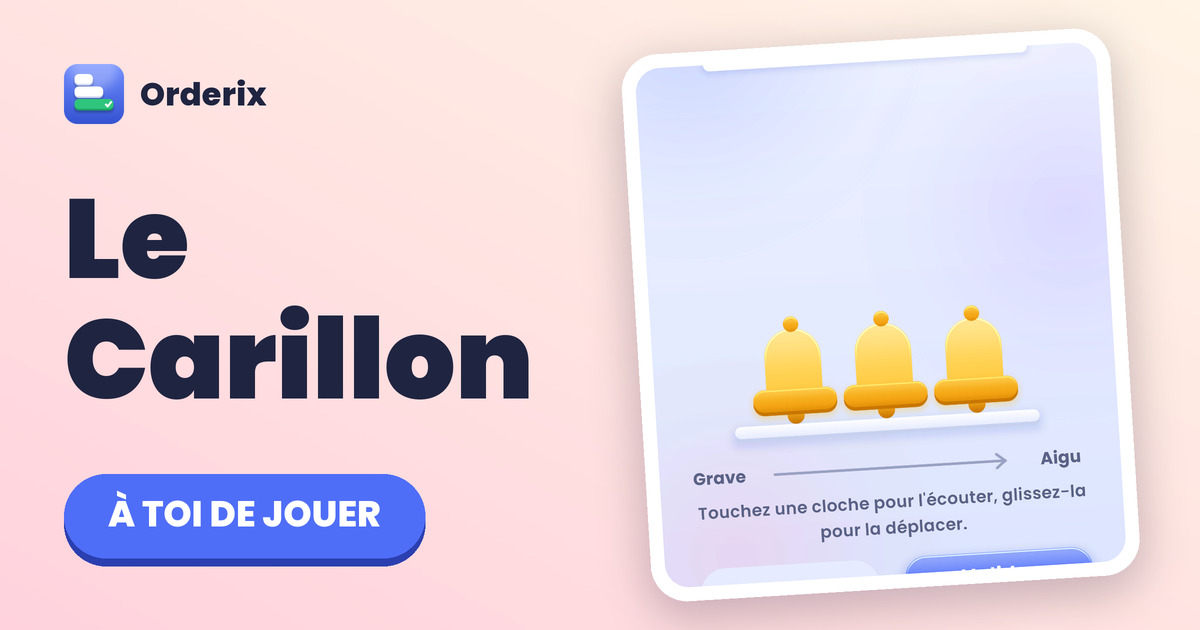 Orderix
Le
Carillon
À TOI DE JOUER
Grave
Aigu
Touchez une cloche pour l'écouter, glissez-la
pour la déplacer.